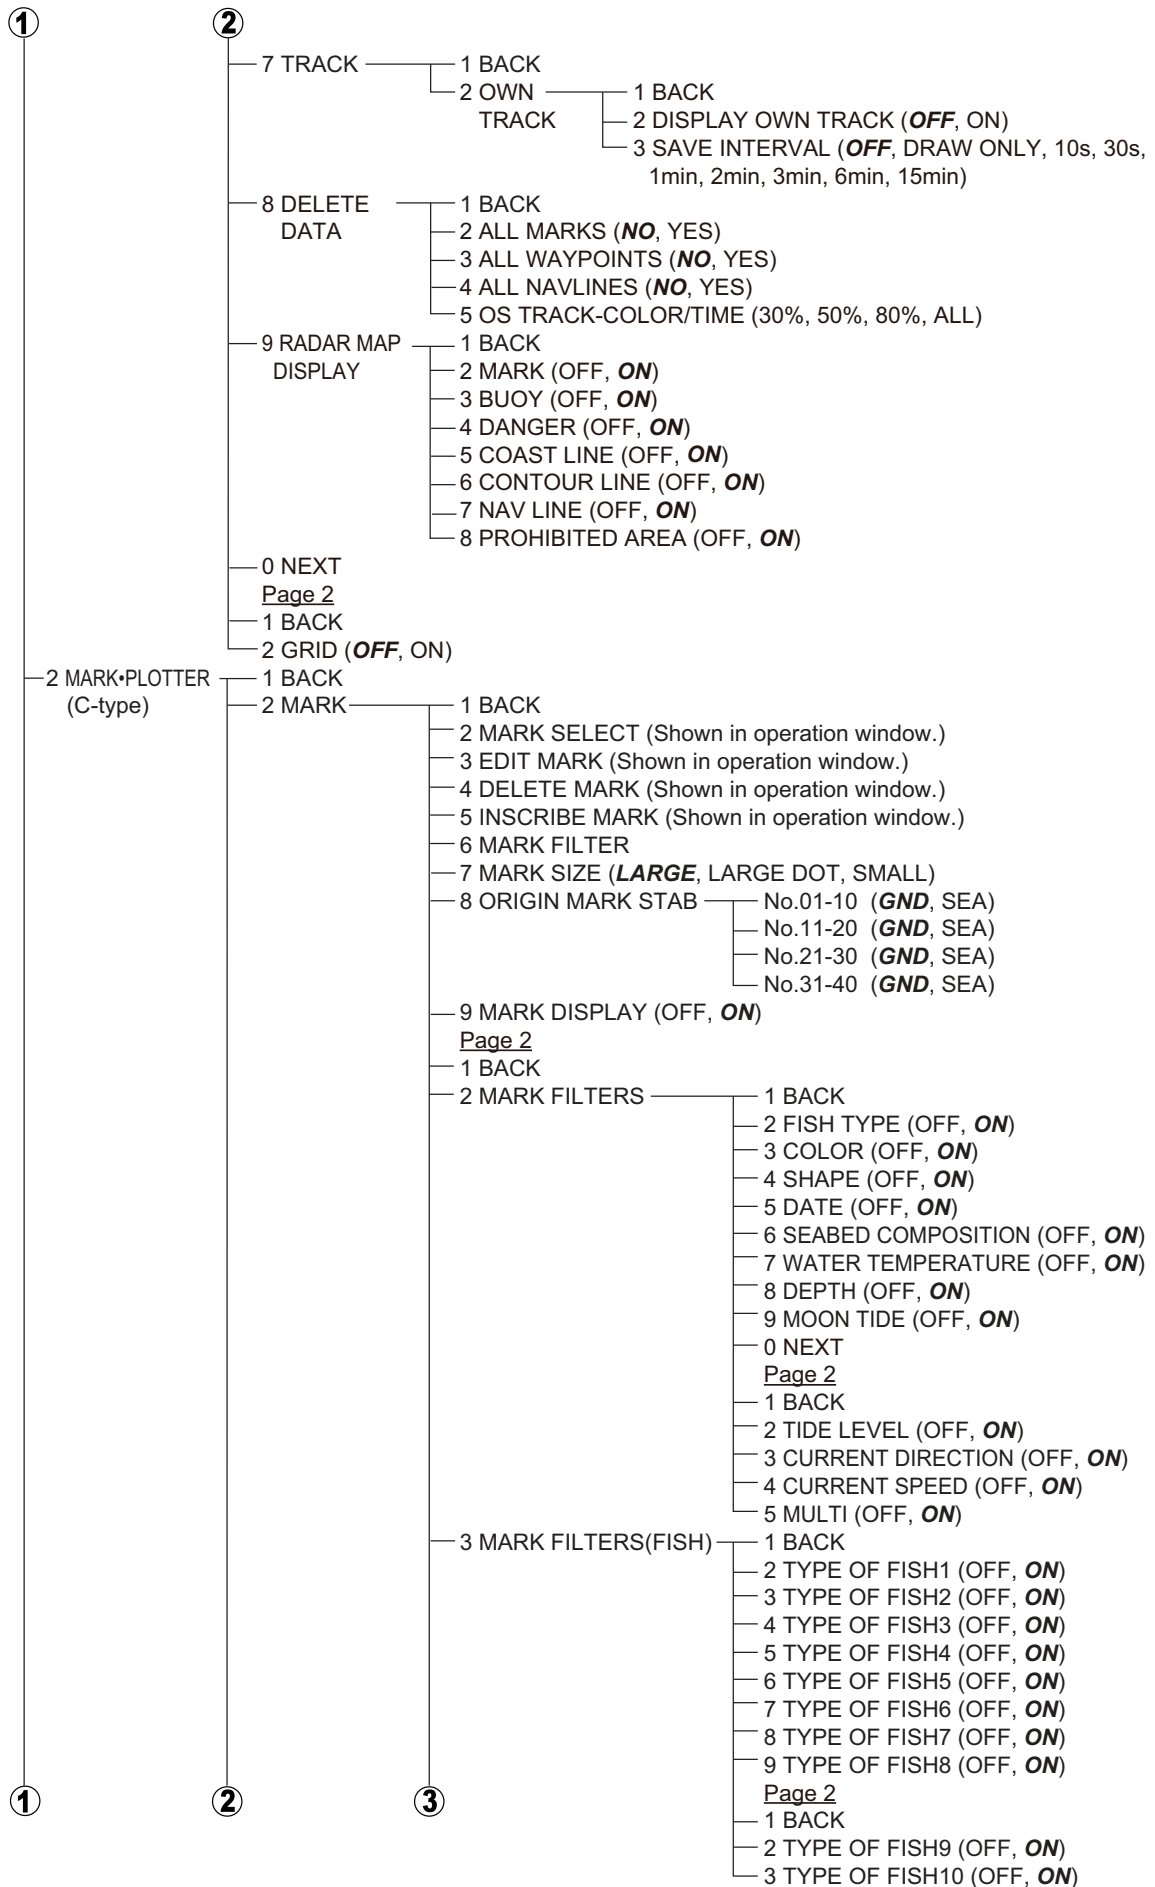 1 2
7 TRACK 1 BACK
2 OWN 1 BACK
TRACK 2 DISPLAY OWN TRACK (OFF, ON)
3 SAVE INTERVAL (OFF, DRAW ONLY, 10s, 30s,
1min, 2min, 3min, 6min, 15min)
8 DELETE 1 BACK
DATA 2 ALL MARKS (NO, YES)
3 ALL WAYPOINTS (NO, YES)
4 ALL NAVLINES (NO, YES)
5 OS TRACK-COLOR/TIME (30%, 50%, 80%, ALL)
9 RADAR MAP 1 BACK
DISPLAY 2 MARK (OFF, ON)
3 BUOY (OFF, ON)
4 DANGER (OFF, ON)
5 COAST LINE (OFF, ON)
6 CONTOUR LINE (OFF, ON)
7 NAV LINE (OFF, ON)
8 PROHIBITED AREA (OFF, ON)
0 NEXT
Page 2
1 BACK
2 GRID (OFF, ON)
2 MARK•PLOTTER 1 BACK
(C-type) 2 MARK 1 BACK
2 MARK SELECT (Shown in operation window.)
3 EDIT MARK (Shown in operation window.)
4 DELETE MARK (Shown in operation window.)
5 INSCRIBE MARK (Shown in operation window.)
6 MARK FILTER
7 MARK SIZE (LARGE, LARGE DOT, SMALL)
8 ORIGIN MARK STAB No.01-10 (GND, SEA)
No.11-20 (GND, SEA)
No.21-30 (GND, SEA)
No.31-40 (GND, SEA)
9 MARK DISPLAY (OFF, ON)
Page 2
1 BACK
2 MARK FILTERS 1 BACK
2 FISH TYPE (OFF, ON)
3 COLOR (OFF, ON)
4 SHAPE (OFF, ON)
5 DATE (OFF, ON)
6 SEABED COMPOSITION (OFF, ON)
7 WATER TEMPERATURE (OFF, ON)
8 DEPTH (OFF, ON)
9 MOON TIDE (OFF, ON)
0 NEXT
Page 2
1 BACK
2 TIDE LEVEL (OFF, ON)
3 CURRENT DIRECTION (OFF, ON)
4 CURRENT SPEED (OFF, ON)
5 MULTI (OFF, ON)
3 MARK FILTERS(FISH) 1 BACK
2 TYPE OF FISH1 (OFF, ON)
3 TYPE OF FISH2 (OFF, ON)
4 TYPE OF FISH3 (OFF, ON)
5 TYPE OF FISH4 (OFF, ON)
6 TYPE OF FISH5 (OFF, ON)
7 TYPE OF FISH6 (OFF, ON)
8 TYPE OF FISH7 (OFF, ON)
9 TYPE OF FISH8 (OFF, ON)
1 2 3 Page 2
1 BACK
2 TYPE OF FISH9 (OFF, ON)
3 TYPE OF FISH10 (OFF, ON)